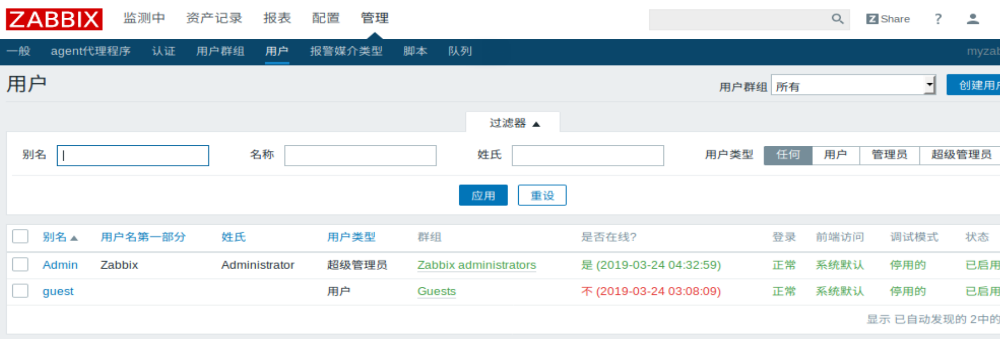 ZABBIX 监测中 资产记录 报表 配置 管理 Z Share ?
一般 agent代理程序 认证 用户群组 用户 报警媒介类型 脚本 队列 myzab
用户 用户群组 所有 创建用户
过滤器 ▲
别名 名称 姓氏 用户类型 任何 用户 管理员 超级管理员
应用 重设
别名 ▲ 用户名第一部分 姓氏 用户类型 群组 是否在线? 登录 前端访问 调试模式 状态
Admin Zabbix Administrator 超级管理员 Zabbix administrators 是 (2019-03-24 04:32:59) 正常 系统默认 停用的 已启用
guest 用户 Guests 不 (2019-03-24 03:08:09) 正常 系统默认 停用的 已启用
显示 已自动发现的 2中的